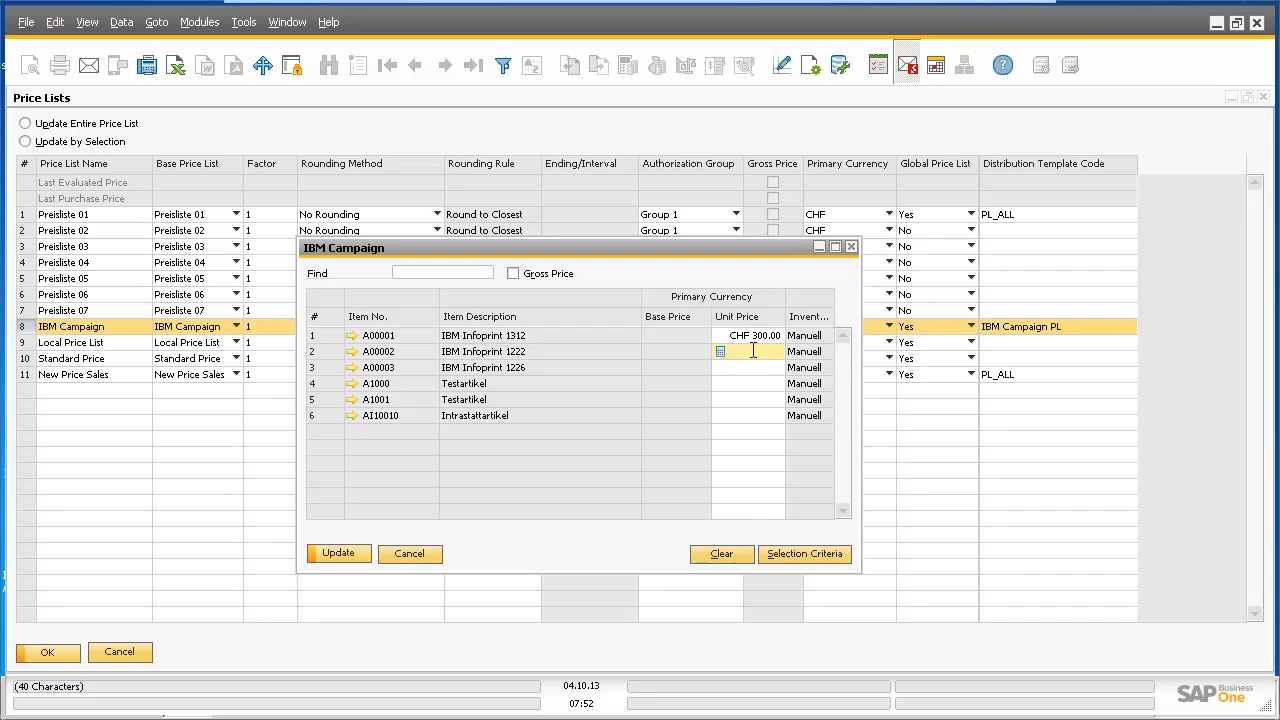 File Edit View Data Goto Modules Tools Window Help
Price Lists
Update Entire Price List
Update by Selection
# Price List Name Base Price List Factor Rounding Method Rounding Rule Ending/Interval Authorization Group Gross Price Primary Currency Global Price List Distribution Template Code
Last Evaluated Price
Last Purchase Price
1 Preisliste 01 Preisliste 01 1 No Rounding Round to Closest Group 1 CHF Yes PL_ALL
2 Preisliste 02 Preisliste 02 1 No Rounding Round to Closest Group 1 CHF No
3 Preisliste 03 Preisliste 03 1 No
4 Preisliste 04 Preisliste 04 1 No
5 Preisliste 05 Preisliste 05 1 No
6 Preisliste 06 Preisliste 06 1 No
7 Preisliste 07 Preisliste 07 1 No
8 IBM Campaign IBM Campaign 1 Yes IBM Campaign PL
9 Local Price List Local Price List 1 Yes
10 Standard Price Standard Price 1 Yes
11 New Price Sales New Price Sales 1 Yes PL_ALL
IBM Campaign
Find Gross Price
Primary Currency
# Item No. Item Description Base Price Unit Price Invent...
1 A00001 IBM Infoprint 1312 CHF 300.00 Manuell
2 A00002 IBM Infoprint 1222 Manuell
3 A00003 IBM Infoprint 1226 Manuell
4 A1000 Testartikel Manuell
5 A1001 Testartikel Manuell
6 AI10010 Intrastattartikel Manuell
Update Cancel Clear Selection Criteria
OK Cancel
(40 Characters) 04.10.13
07:52
SAP Business One